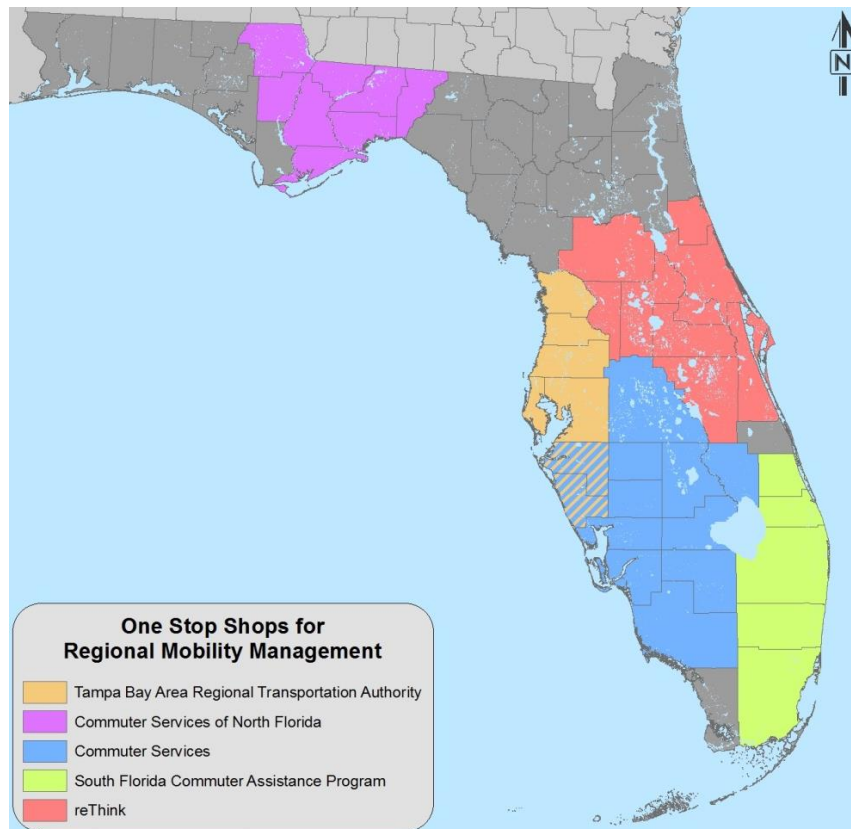 N
One Stop Shops for
Regional Mobility Management
Tampa Bay Area Regional Transportation Authority
Commuter Services of North Florida
Commuter Services
South Florida Commuter Assistance Program
reThink